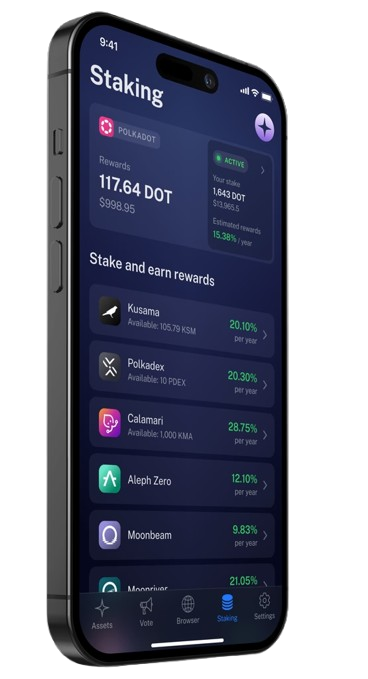 9:41
Staking
POLKADOT
Rewards
117.64 DOT
$998.95
ACTIVE
Your stake
1,643 DOT
$13,965.5
Estimated rewards
15.38% / year
Stake and earn rewards
Kusama
Available: 105.79 KSM
20.10%
per year
Polkadex
Available: 10 PDEX
20.30%
per year
Calamari
Available: 1,000 KMA
28.75%
per year
Aleph Zero
12.10%
per year
Moonbeam
9.83%
per year
Moonriver
21.05%
Assets
Vote
Browser
Staking
Settings